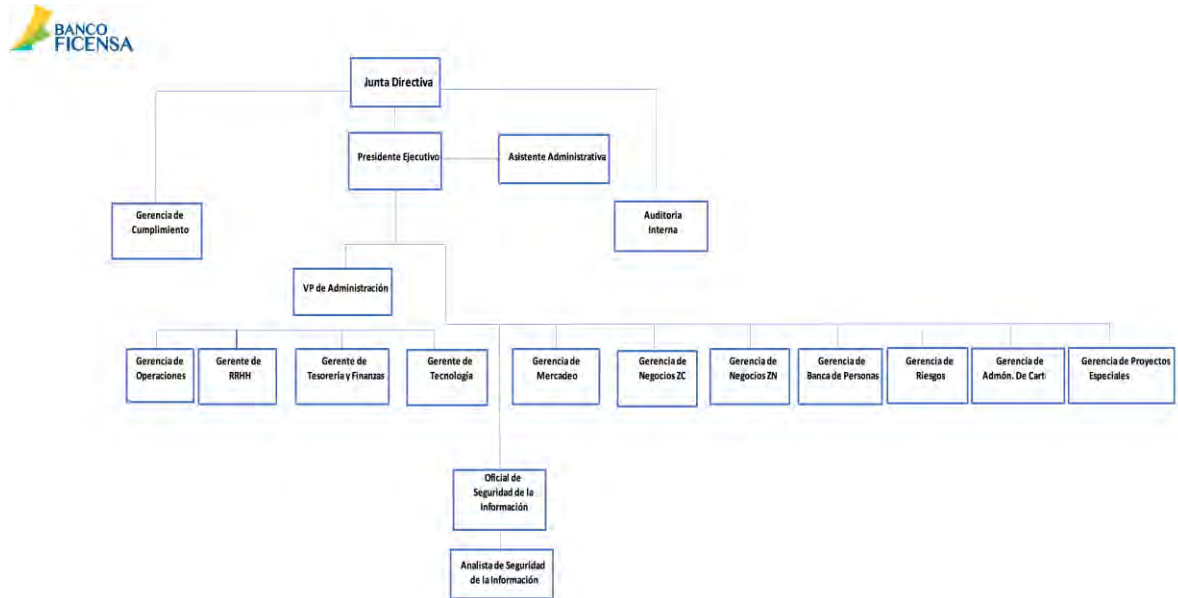 BANCO
FICENSA
Junta Directiva
Presidente Ejecutivo
Asistente Administrativa
Gerencia de
Cumplimiento
Auditoria
Interna
VP de Administración
Gerencia de
Operaciones
Gerente de
RRHH
Gerente de
Tesorería y Finanzas
Gerente de
Tecnología
Gerencia de
Mercadeo
Gerencia de
Negocios ZC
Gerencia de
Negocios ZN
Gerencia de
Banca de Personas
Gerencia de
Riesgos
Gerencia de
Admón. De Cart
Gerencia de Proyectos
Especiales
Oficial de
Seguridad de la
Información
Analista de Seguridad
de la Información